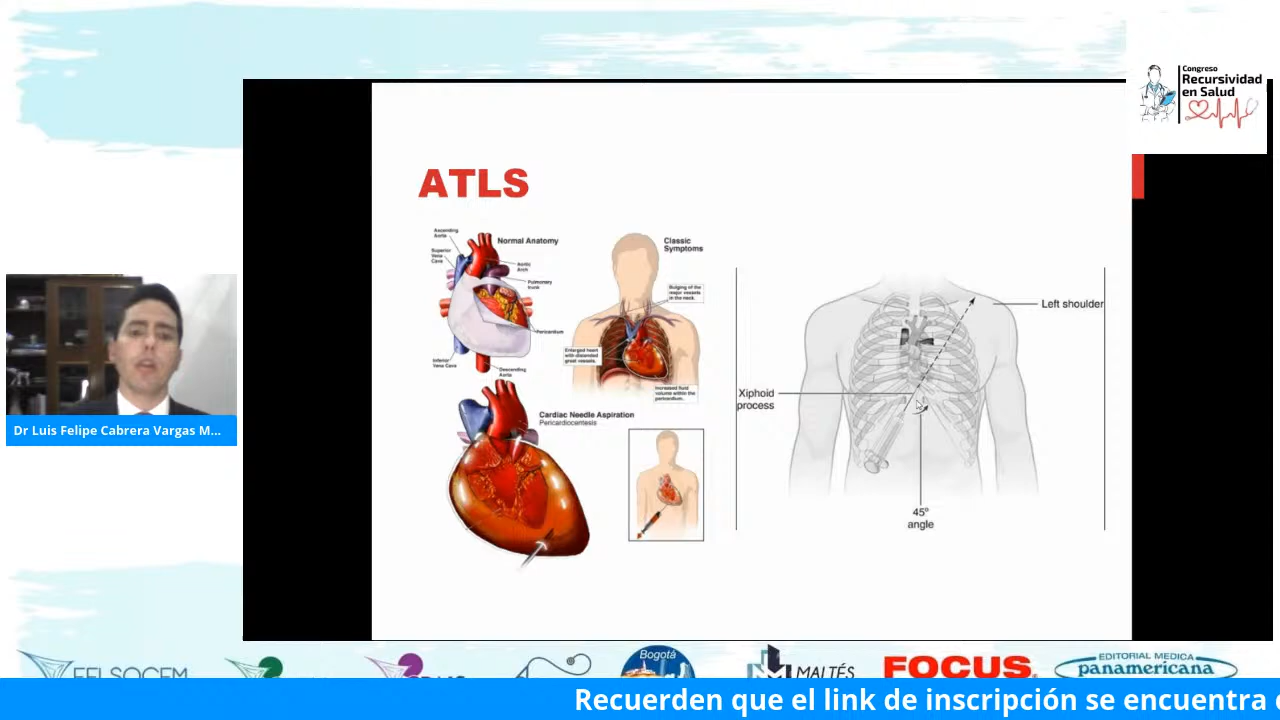 Congreso
Recursividad
en Salud
ATLS
Ascending
Aorta
Normal Anatomy
Superior
Vena
Cave
Aortic
Arch
Pulmonary
trunk
Pericardium
Inferior
Vena Cave
Descending
Aorta
Classic
Symptoms
Bulging of the
major vessels
in the neck.
Enlarged heart
with distended
great vessels.
Increased fluid
volume within the
pericardium.
Cardiac Needle Aspiration
Pericardiocentesis
Left shoulder
Xiphoid
process
45°
angle
Dr Luis Felipe Cabrera Vargas M...
Bogotá
MALTÉS
FOCUS
EDITORIAL MEDICA
panamericana
Recuerden que el link de inscripción se encuentra